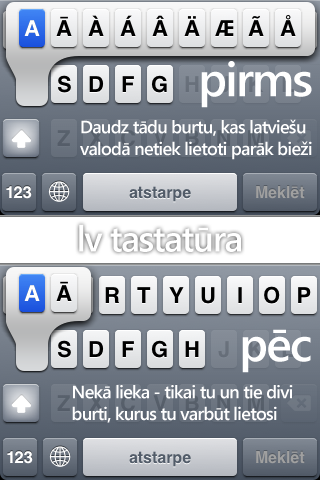 A Ā À Á Â Ä Æ Ã Å
S D F G H
pirms
Z X C V B N M
Daudz tādu burtu, kas latviešu
valodā netiek lietoti parāk bieži
123 atstarpe Meklēt
lv tastatūra
A Ā R T Y U I O P
S D F G H J
pēc
Nekā lieka - tikai tu un tie divi
burti, kurus tu varbūt lietosi
123 atstarpe Meklēt